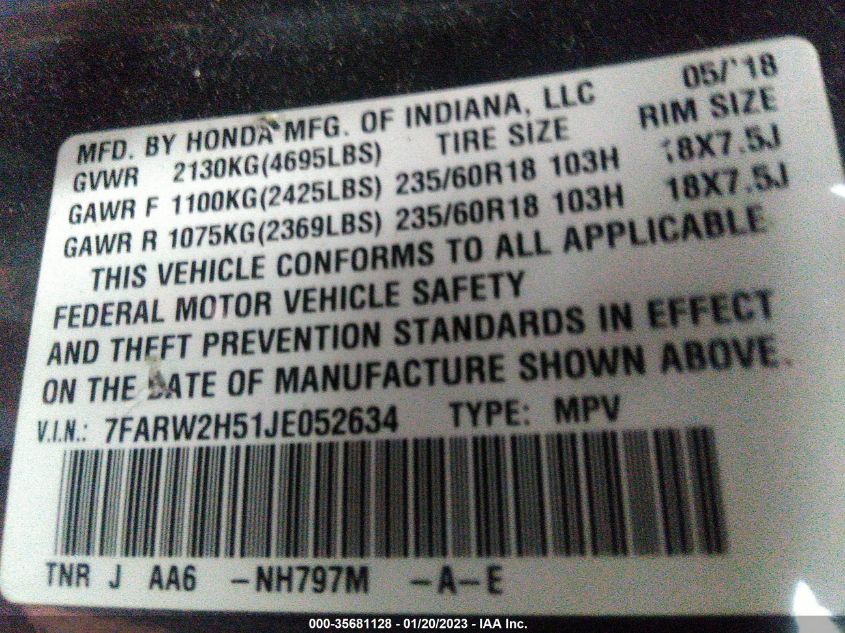 MFD. BY HONDA MFG. OF INDIANA, LLC 05/'18
GVWR 2130KG(4695LBS) TIRE SIZE RIM SIZE
GAWR F 1100KG(2425LBS) 235/60R18 103H 18X7.5J
GAWR R 1075KG(2369LBS) 235/60R18 103H 18X7.5J
THIS VEHICLE CONFORMS TO ALL APPLICABLE
FEDERAL MOTOR VEHICLE SAFETY
AND THEFT PREVENTION STANDARDS IN EFFECT
ON THE DATE OF MANUFACTURE SHOWN ABOVE.
V.I.N.: 7FARW2H51JE052634 TYPE: MPV
TNR J AA6 -NH797M -A-E
000-35681128 - 01/20/2023 - IAA Inc.